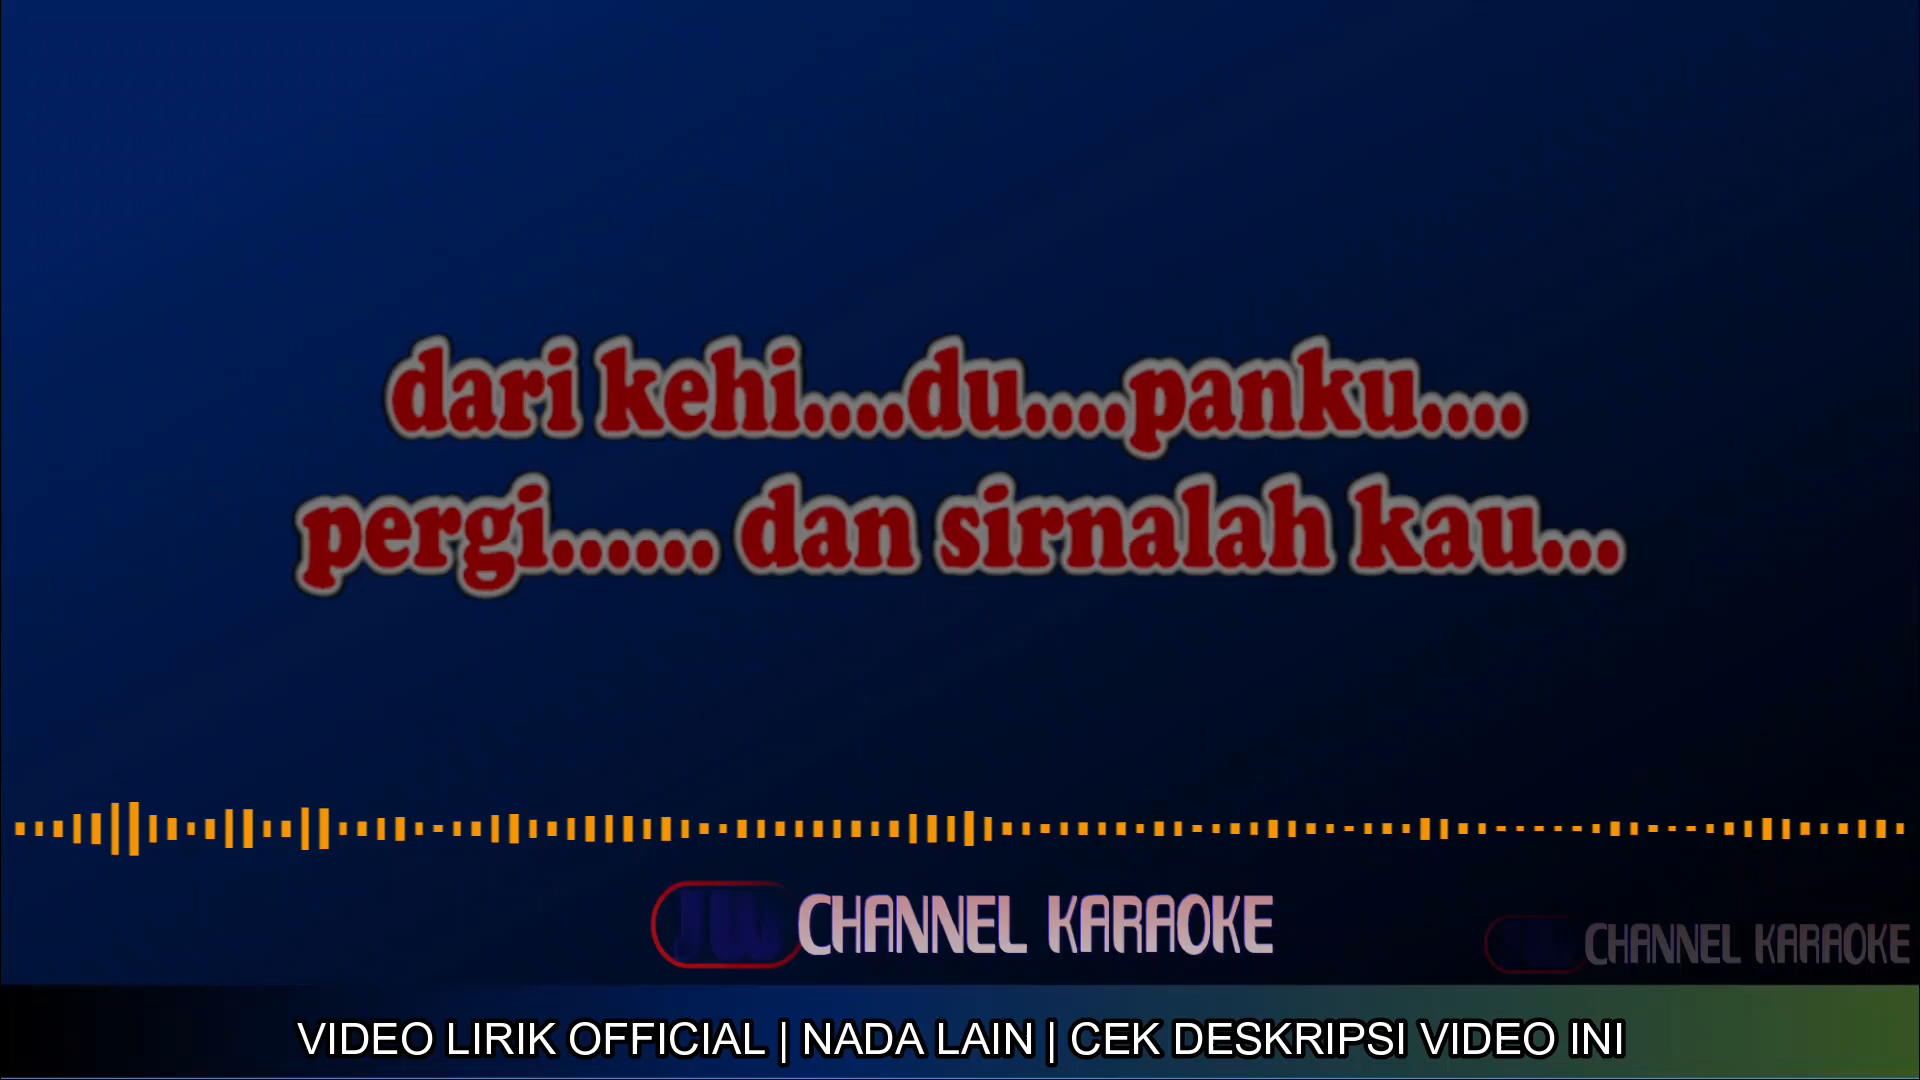 dari kehi....du....panku....
pergi...... dan sirnalah kau...
CHANNEL KARAOKE
CHANNEL KARAOKE
VIDEO LIRIK OFFICIAL | NADA LAIN | CEK DESKRIPSI VIDEO INI